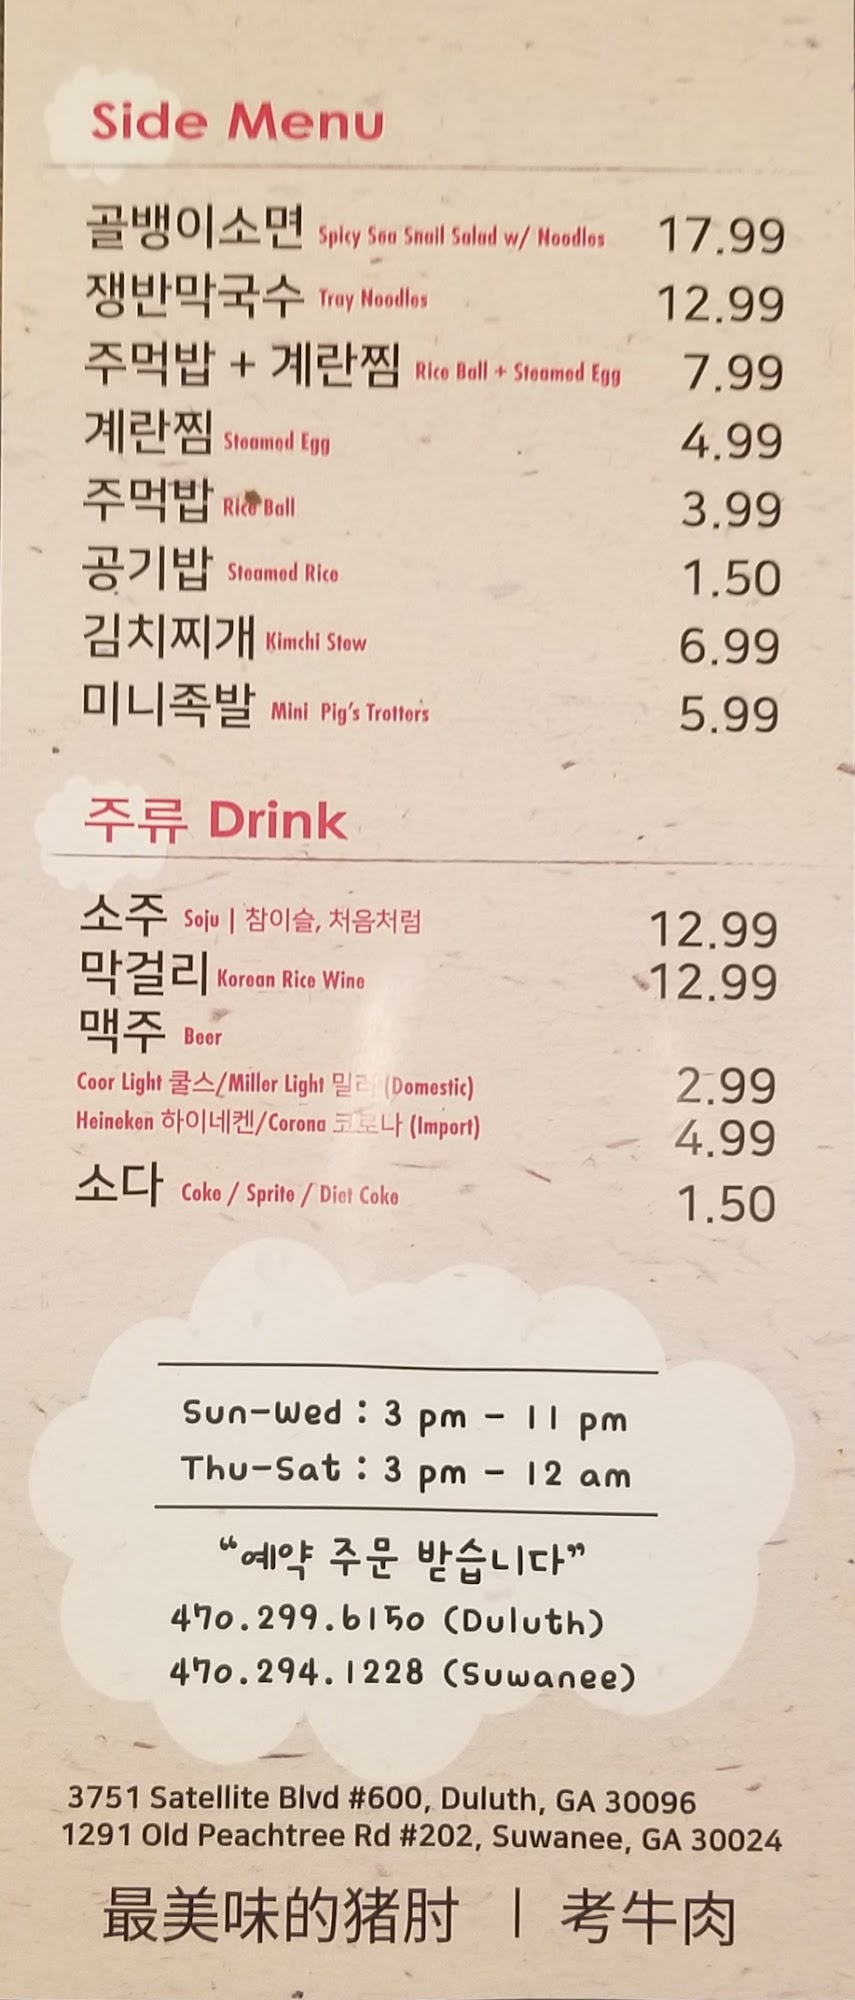 Side Menu
골뱅이소면 Spicy Sea Snail Salad w/ Noodles 17.99
쟁반막국수 Tray Noodles 12.99
주먹밥 + 계란찜 Rice Ball + Steamed Egg 7.99
계란찜 Steamed Egg 4.99
주먹밥 Rice Ball 3.99
공기밥 Steamed Rice 1.50
김치찌개 Kimchi Stew 6.99
미니족발 Mini Pig's Trotters 5.99
주류 Drink
소주 Soju | 참이슬, 처음처럼 12.99
막걸리 Korean Rice Wine 12.99
맥주 Beer
Coor Light 쿨스/Miller Light 밀러 (Domestic) 2.99
Heineken 하이네켄/Corona 코로나 (Import) 4.99
소다 Coke / Sprite / Diet Coke 1.50
Sun-Wed : 3 pm - 11 pm
Thu-Sat : 3 pm - 12 am
“예약 주문 받습니다”
470.299.6150 (Duluth)
470.294.1228 (Suwanee)
3751 Satellite Blvd #600, Duluth, GA 30096
1291 Old Peachtree Rd #202, Suwanee, GA 30024
最美味的猪肘 | 考牛肉